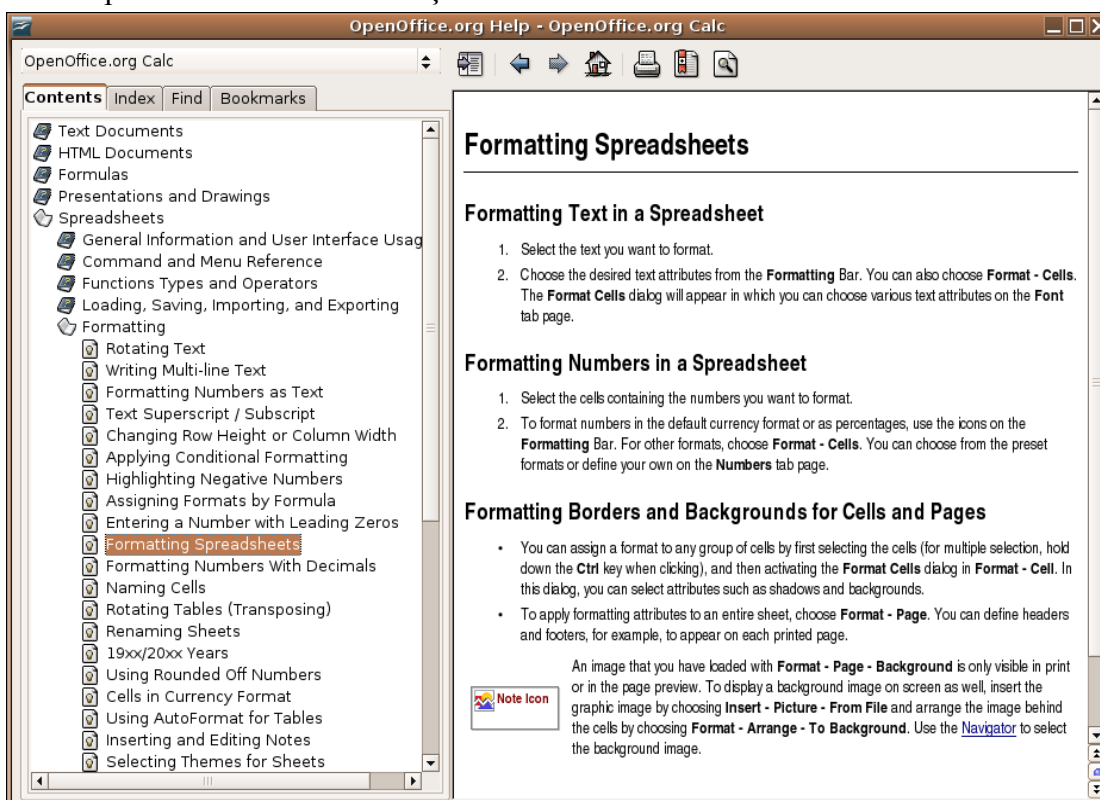 OpenOffice.org Help - OpenOffice.org Calc
OpenOffice.org Calc
Contents Index Find Bookmarks
Text Documents
HTML Documents
Formulas
Presentations and Drawings
Spreadsheets
General Information and User Interface Usag
Command and Menu Reference
Functions Types and Operators
Loading, Saving, Importing, and Exporting
Formatting
Rotating Text
Writing Multi-line Text
Formatting Numbers as Text
Text Superscript / Subscript
Changing Row Height or Column Width
Applying Conditional Formatting
Highlighting Negative Numbers
Assigning Formats by Formula
Entering a Number with Leading Zeros
Formatting Spreadsheets
Formatting Numbers With Decimals
Naming Cells
Rotating Tables (Transposing)
Renaming Sheets
19xx/20xx Years
Using Rounded Off Numbers
Cells in Currency Format
Using AutoFormat for Tables
Inserting and Editing Notes
Selecting Themes for Sheets
Formatting Spreadsheets
Formatting Text in a Spreadsheet
1. Select the text you want to format.
2. Choose the desired text attributes from the Formatting Bar. You can also choose Format - Cells.
The Format Cells dialog will appear in which you can choose various text attributes on the Font
tab page.
Formatting Numbers in a Spreadsheet
1. Select the cells containing the numbers you want to format.
2. To format numbers in the default currency format or as percentages, use the icons on the
Formatting Bar. For other formats, choose Format - Cells. You can choose from the preset
formats or define your own on the Numbers tab page.
Formatting Borders and Backgrounds for Cells and Pages
• You can assign a format to any group of cells by first selecting the cells (for multiple selection, hold
down the Ctrl key when clicking), and then activating the Format Cells dialog in Format - Cell. In
this dialog, you can select attributes such as shadows and backgrounds.
• To apply formatting attributes to an entire sheet, choose Format - Page. You can define headers
and footers, for example, to appear on each printed page.
Note Icon
An image that you have loaded with Format - Page - Background is only visible in print
or in the page preview. To display a background image on screen as well, insert the
graphic image by choosing Insert - Picture - From File and arrange the image behind
the cells by choosing Format - Arrange - To Background. Use the Navigator to select
the background image.